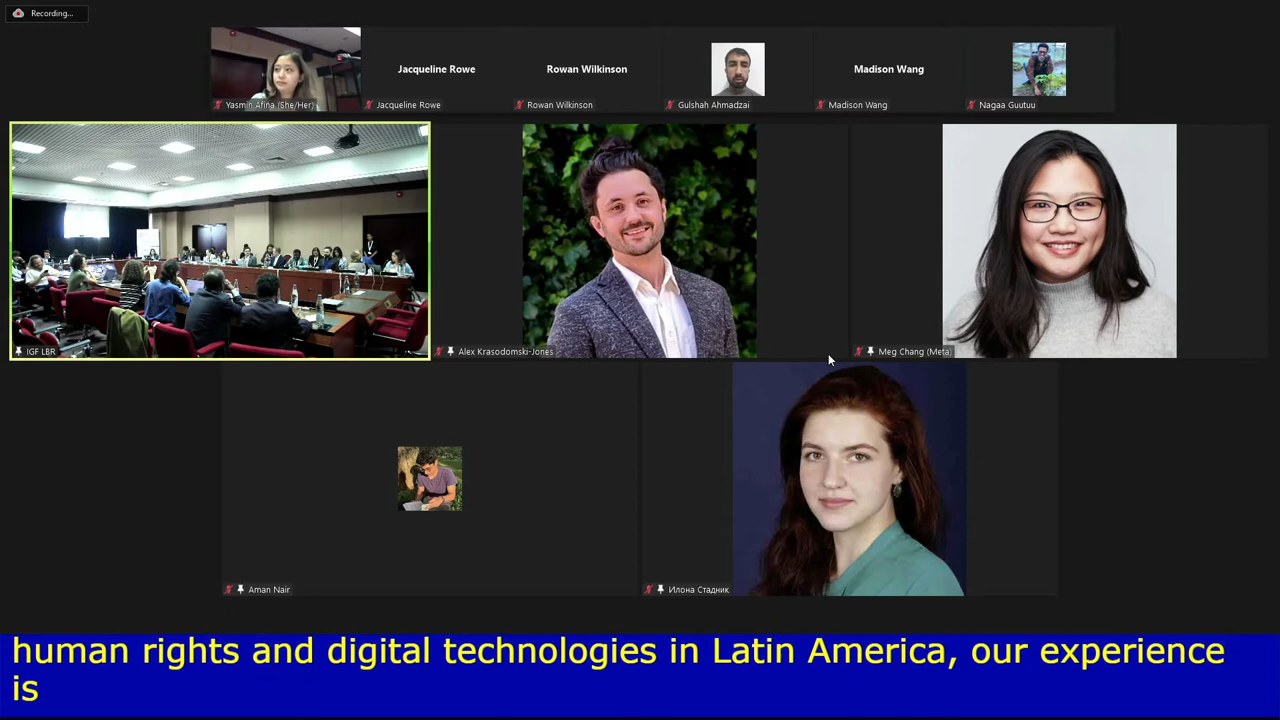 Recording...
Jacqueline Rowe
Rowan Wilkinson
Madison Wang
Yasmin Afina (She/Her)
Jacqueline Rowe
Rowan Wilkinson
Gulshah Ahmadzai
Madison Wang
Nagaa Guutuu
IGF LBR
Alex Krasodomski-Jones
Meg Chang (Meta)
Aman Nair
Илона Стадник
human rights and digital technologies in Latin America, our experience
is